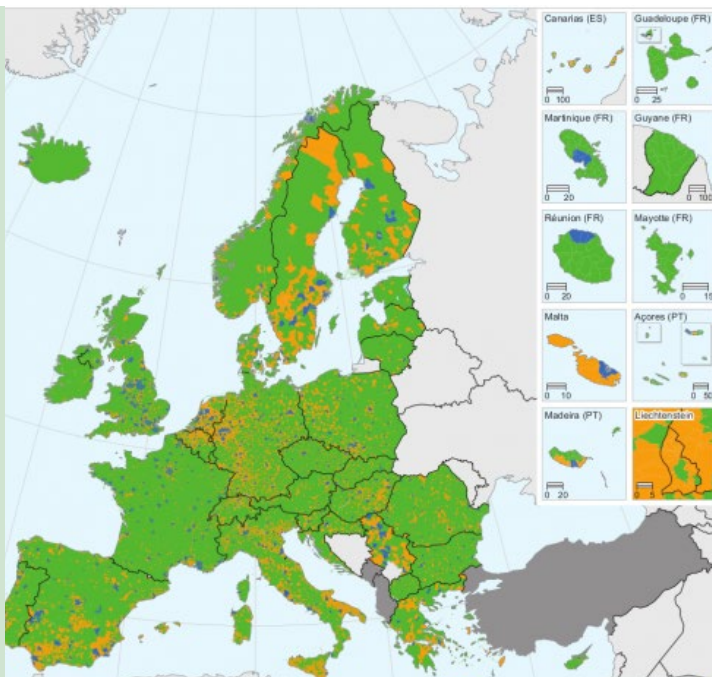 Canarias (ES)
0 100
Guadeloupe (FR)
0 25
Martinique (FR)
0 20
Guyane (FR)
0 100
Réunion (FR)
0 20
Mayotte (FR)
0 15
Malta
0 10
Açores (PT)
0 50
Madeira (PT)
0 20
Liechtenstein
0 5